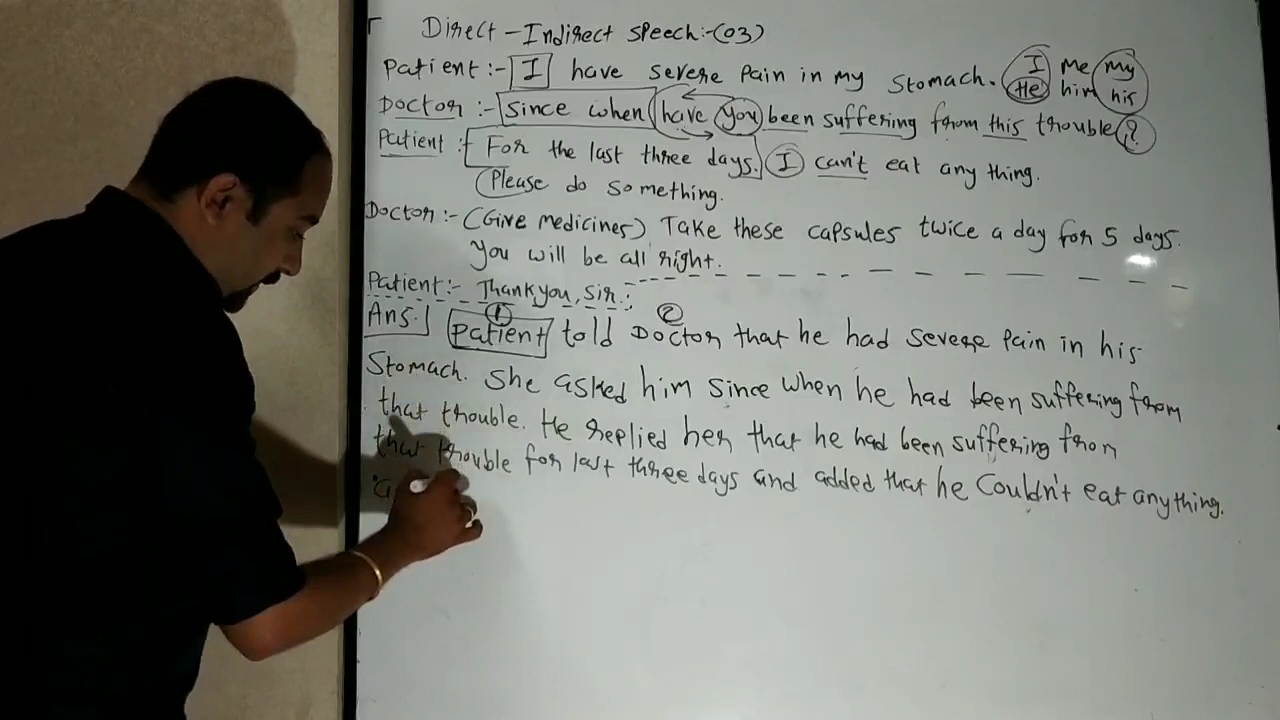 Direct - Indirect Speech:-(03)
Patient :- I have severe Pain in my Stomach. I me my
He him his
Doctor :- since when have you been suffering from this trouble?
Patient :- For the last three days. I can't eat any thing.
Please do something.
Doctor :- (Give medicines) Take these capsules twice a day for 5 days.
You will be all right.
Patient :- Thank you, Sir.
1 2
Ans. Patient told Doctor that he had severe Pain in his
Stomach. She asked him since when he had been suffering from
that trouble. He replied her that he had been suffering from
that trouble for last three days and added that he Couldn't eat anything.